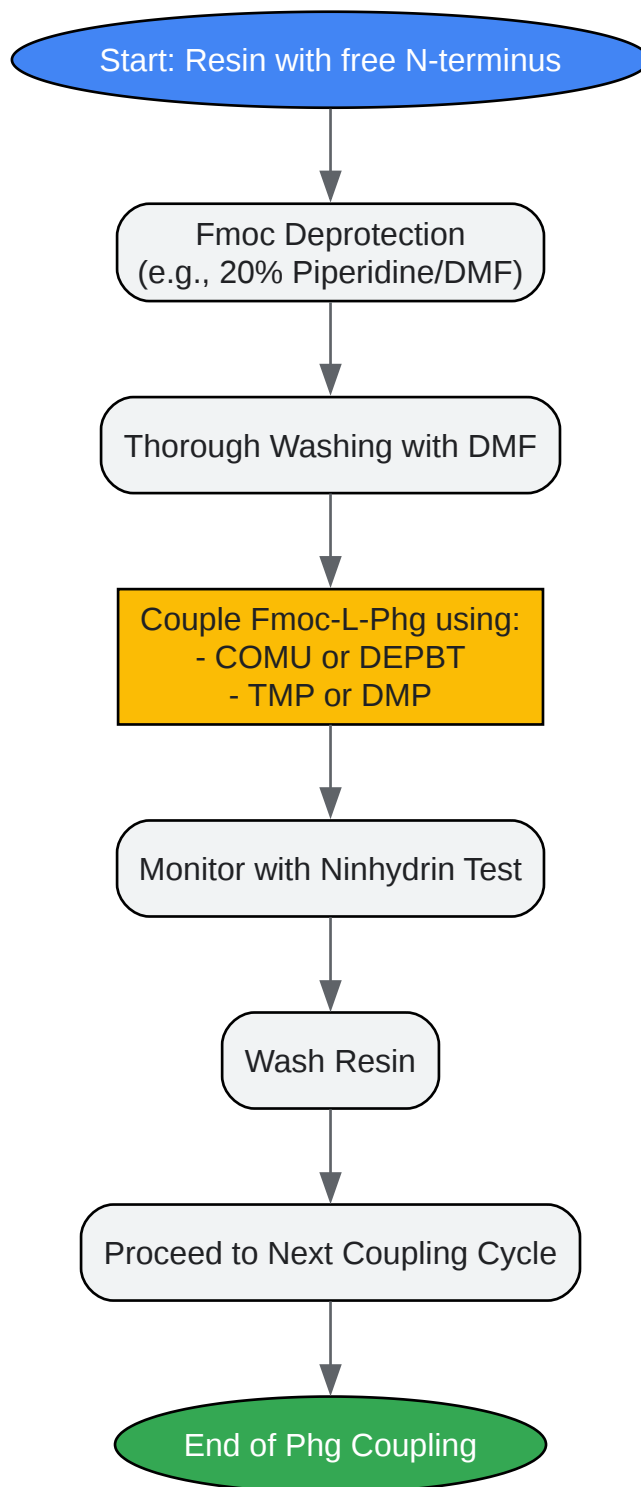 Start: Resin with free N-terminus
Fmoc Deprotection
(e.g., 20% Piperidine/DMF)
Thorough Washing with DMF
Couple Fmoc-L-Phg using:
- COMU or DEPBT
- TMP or DMP
Monitor with Ninhydrin Test
Wash Resin
Proceed to Next Coupling Cycle
End of Phg Coupling